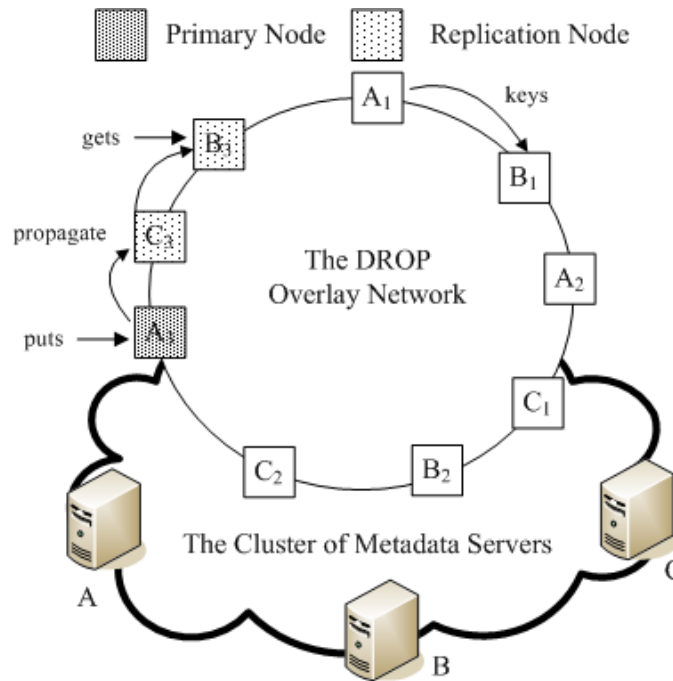 Primary Node
Replication Node
A₁
keys
gets
B₃
B₁
propagate
C₃
The DROP
Overlay Network
A₂
puts
A₃
C₁
C₂
B₂
The Cluster of Metadata Servers
A
B
C